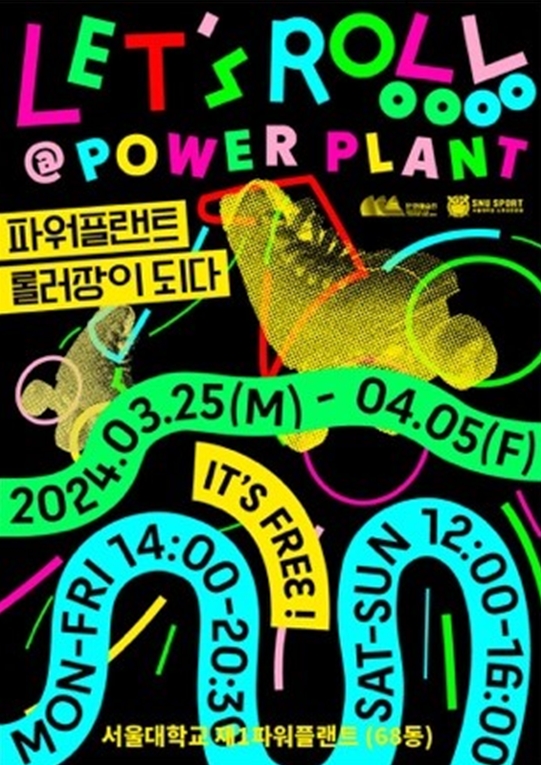 LET'S ROLL
@ POWER PLANT
SNU SPORT
파워플랜트
롤러장이 되다
2024.03.25(M) - 04.05(F)
IT'S FREE!
MON-FRI 14:00-20:30
SAT-SUN 12:00-16:00
서울대학교 제1파워플랜트 (68동)